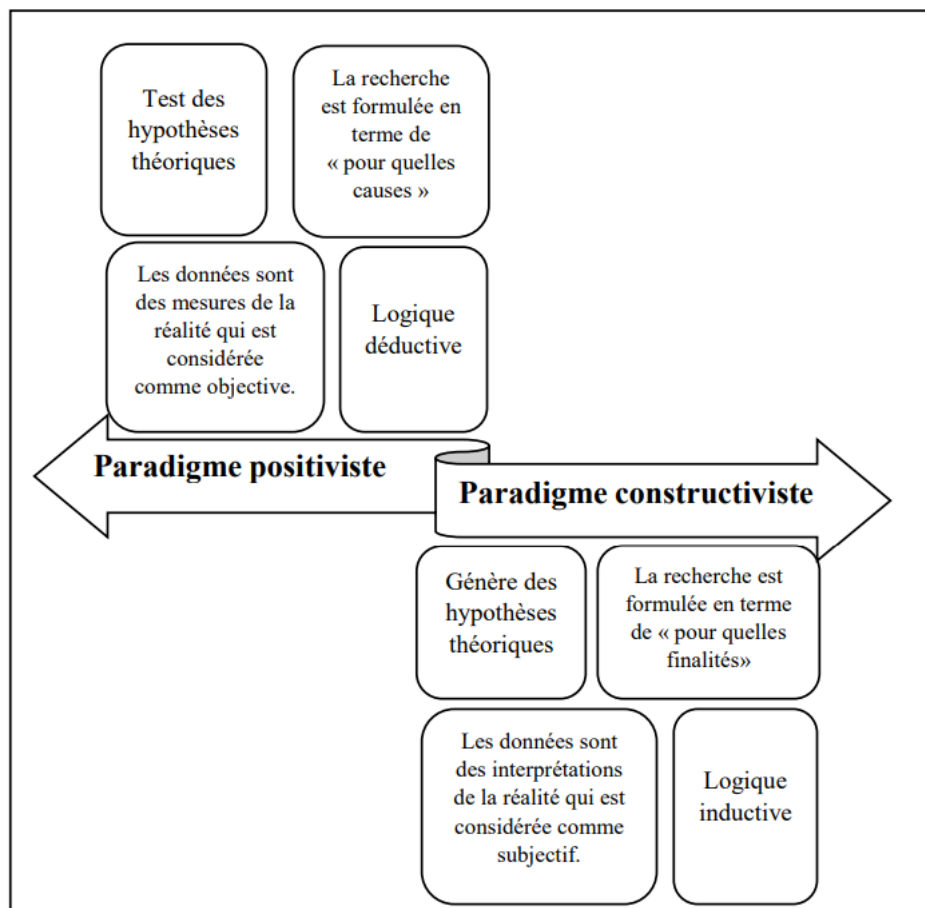 Test des
hypothèses
théoriques
La recherche
est formulée en
terme de
« pour quelles
causes »
Les données sont
des mesures de la
réalité qui est
considérée
comme objective.
Logique
déductive
Paradigme positiviste
Paradigme constructiviste
Génère des
hypothèses
théoriques
La recherche est
formulée en terme
de « pour quelles
finalités»
Les données sont
des interprétations
de la réalité qui est
considérée comme
subjectif.
Logique
inductive